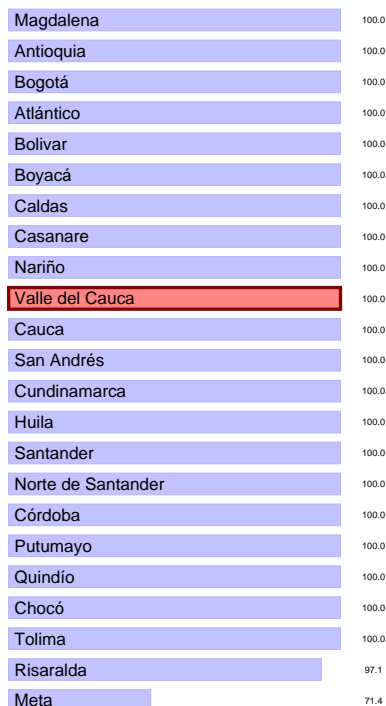 Magdalena 100.0
Antioquia 100.0
Bogotá 100.0
Atlántico 100.0
Bolivar 100.0
Boyacá 100.0
Caldas 100.0
Casanare 100.0
Nariño 100.0
Valle del Cauca 100.0
Cauca 100.0
San Andrés 100.0
Cundinamarca 100.0
Huila 100.0
Santander 100.0
Norte de Santander 100.0
Córdoba 100.0
Putumayo 100.0
Quindío 100.0
Chocó 100.0
Tolima 100.0
Risaralda 97.1
Meta 71.4